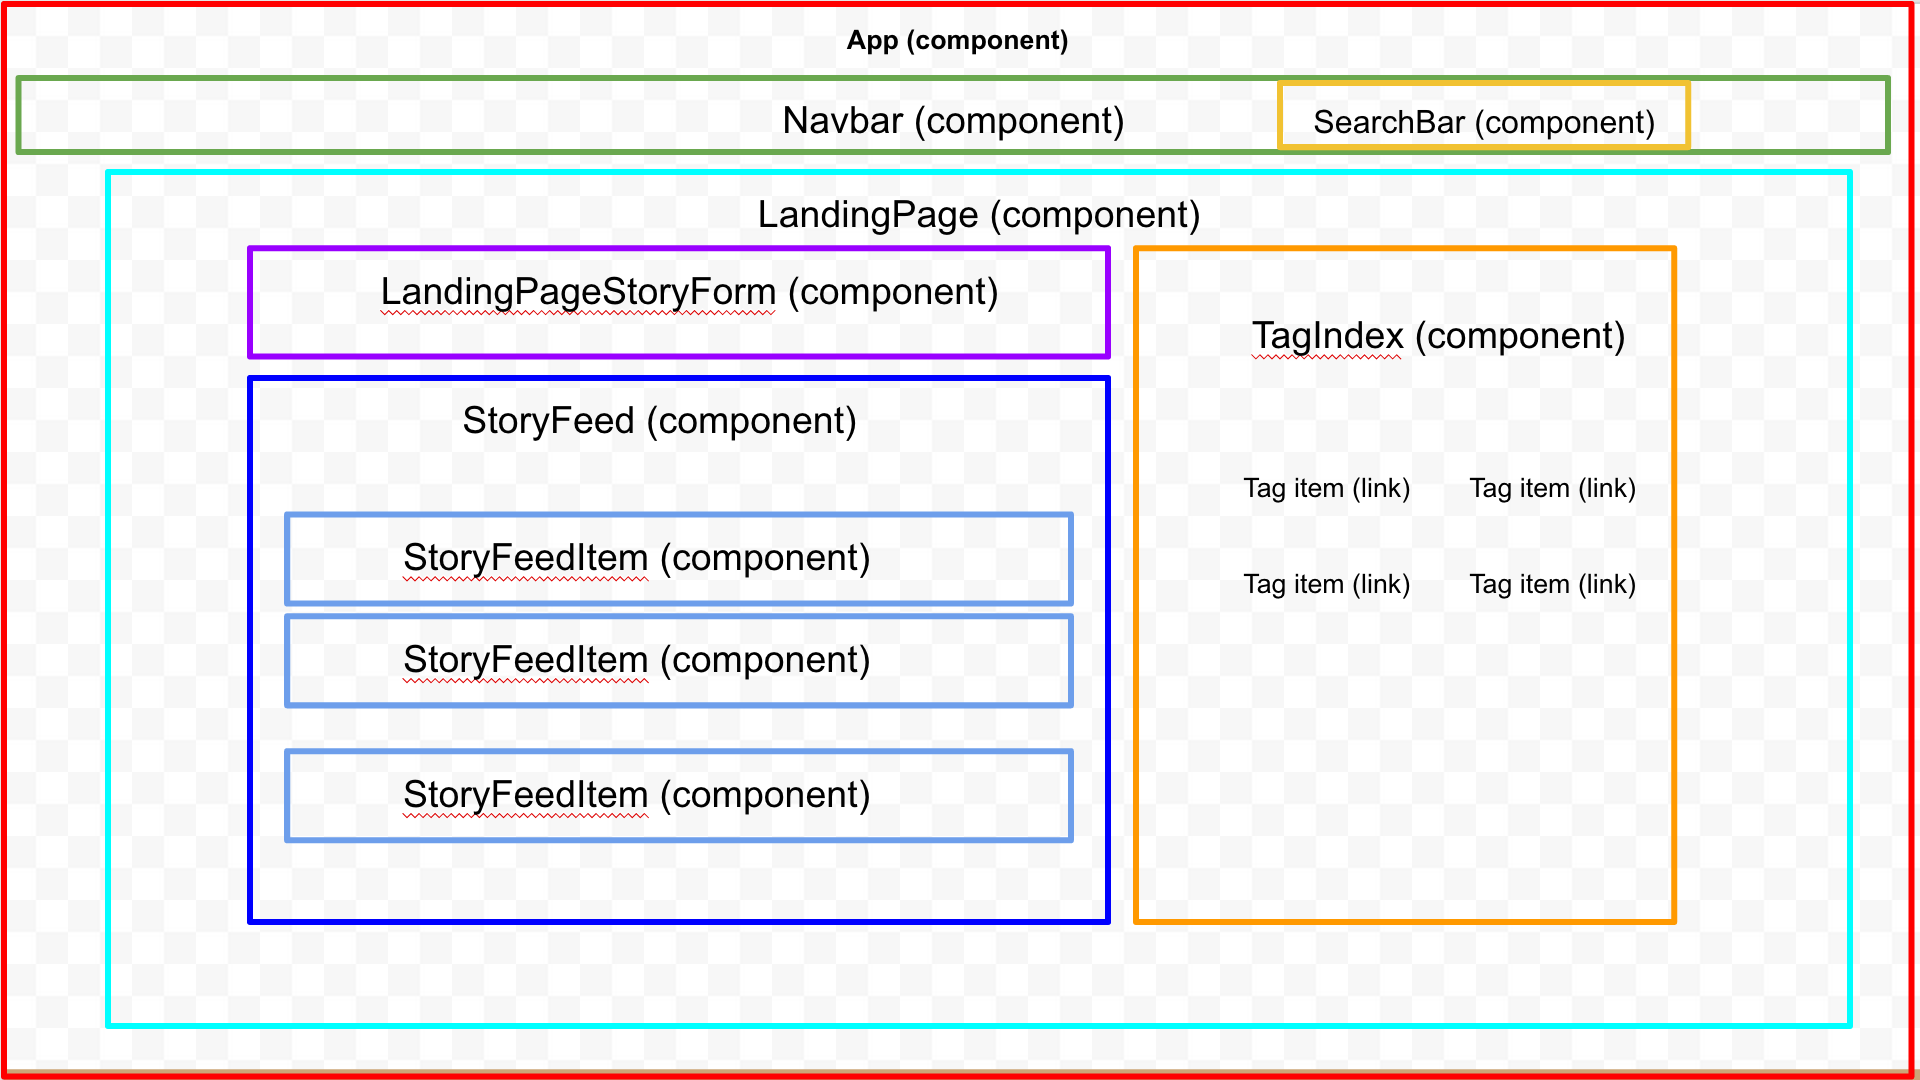 App (component)
Navbar (component)
SearchBar (component)
LandingPage (component)
LandingPageStoryForm (component)
StoryFeed (component)
StoryFeedItem (component)
StoryFeedItem (component)
StoryFeedItem (component)
TagIndex (component)
Tag item (link)
Tag item (link)
Tag item (link)
Tag item (link)